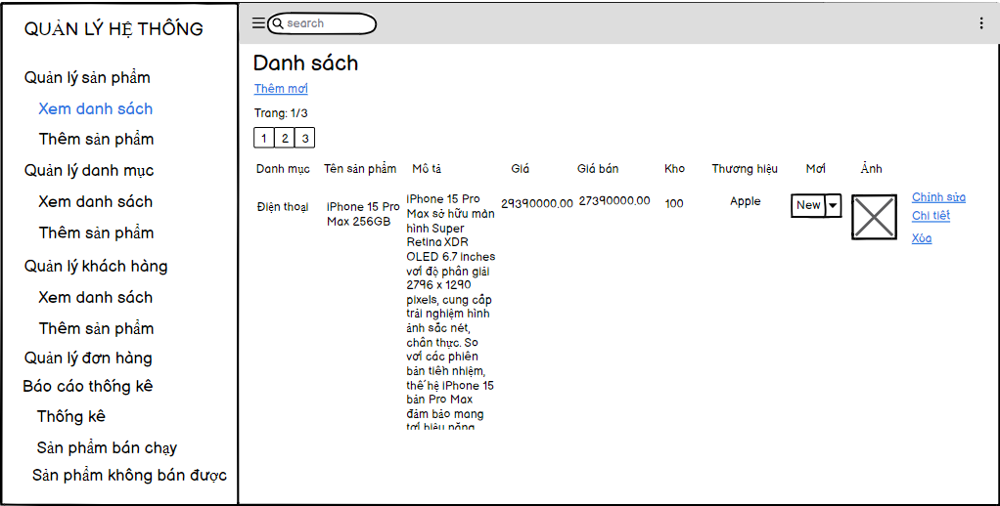 QUẢN LÝ HỆ THỐNG
Quản lý sản phẩm
Xem danh sách
Thêm sản phẩm
Quản lý danh mục
Xem danh sách
Thêm sản phẩm
Quản lý khách hàng
Xem danh sách
Thêm sản phẩm
Quản lý đơn hàng
Báo cáo thống kê
Thống kê
Sản phẩm bán chạy
Sản phẩm không bán được
search
Danh sách
Thêm mới
Trang: 1/3
1 2 3
Danh mục Tên sản phẩm Mô tả Giá Giá bán Kho Thương hiệu Mới Ảnh
Điện thoại
iPhone 15 Pro
Max 256GB
iPhone 15 Pro
Max sở hữu màn
hình Super
Retina XDR
OLED 6.7 inches
với độ phân giải
2796 x 1290
pixels, cung cấp
trải nghiệm hình
ảnh sắc nét,
chân thực. So
với các phiên
bản tiền nhiệm,
thế hệ iPhone 15
bản Pro Max
đảm bảo mang
tới hiệu năng
29390000.00
27390000.00
100
Apple
New
Chỉnh sửa
Chi tiết
Xóa